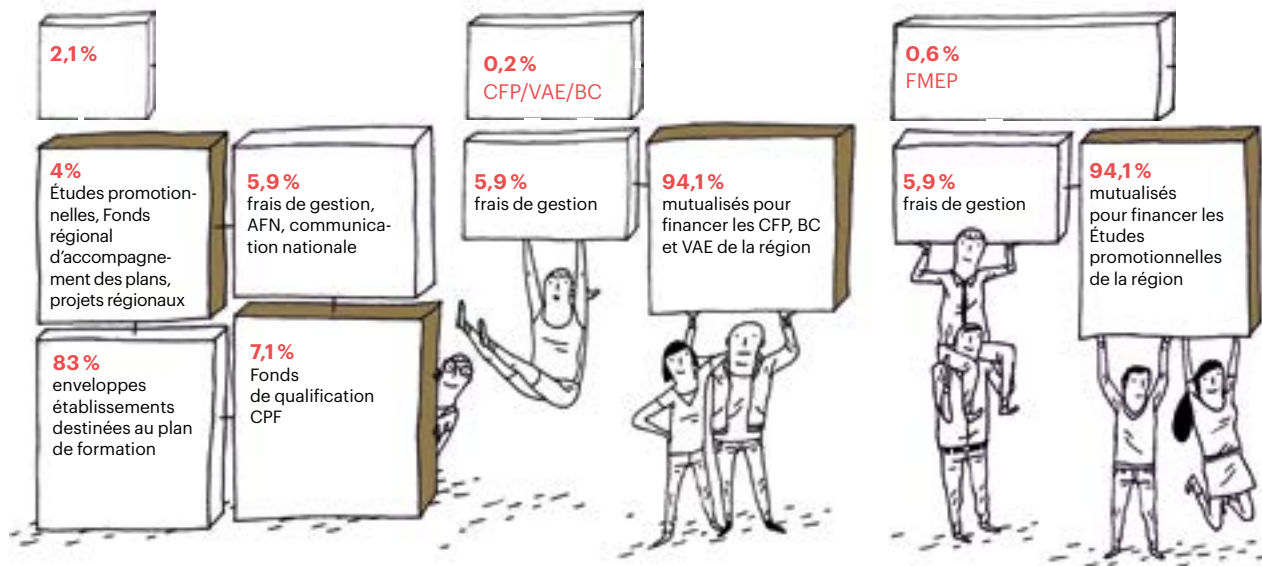 2,1 %
4%
Études promotion-
nelles, Fonds
régional
d’accompagne-
ment des plans,
projets régionaux
5,9 %
frais de gestion,
AFN, communica-
tion nationale
83 %
enveloppes
établissements
destinées au plan
de formation
7,1 %
Fonds
de qualification
CPF
0,2 %
CFP/VAE/BC
5,9 %
frais de gestion
94,1 %
mutualisés pour
financer les CFP, BC
et VAE de la région
0,6 %
FMEP
5,9 %
frais de gestion
94,1 %
mutualisés
pour financer les
Études
promotionnelles
de la région